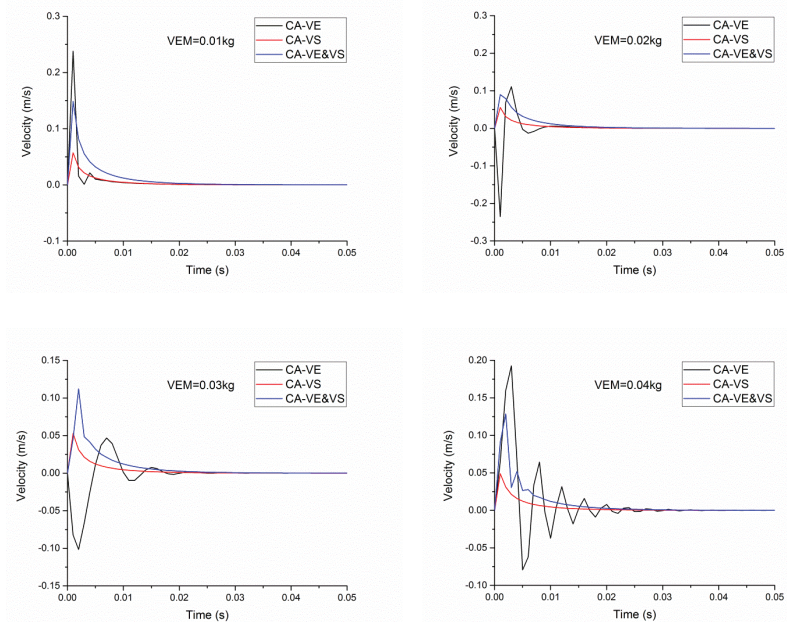 0.3
0.2
0.1
0.0
-0.1
Velocity (m/s)
VEM=0.01kg
CA-VE
CA-VS
CA-VE&VS
0.00 0.01 0.02 0.03 0.04 0.05
Time (s)
0.3
0.2
0.1
0.0
-0.1
-0.2
-0.3
Velocity (m/s)
VEM=0.02kg
CA-VE
CA-VS
CA-VE&VS
0.00 0.01 0.02 0.03 0.04 0.05
Time (s)
0.15
0.10
0.05
0.00
-0.05
-0.10
-0.15
Velocity (m/s)
VEM=0.03kg
CA-VE
CA-VS
CA-VE&VS
0.00 0.01 0.02 0.03 0.04 0.05
Time (s)
0.20
0.15
0.10
0.05
0.00
-0.05
-0.10
Velocity (m/s)
VEM=0.04kg
CA-VE
CA-VS
CA-VE&VS
0.00 0.01 0.02 0.03 0.04 0.05
Time (s)